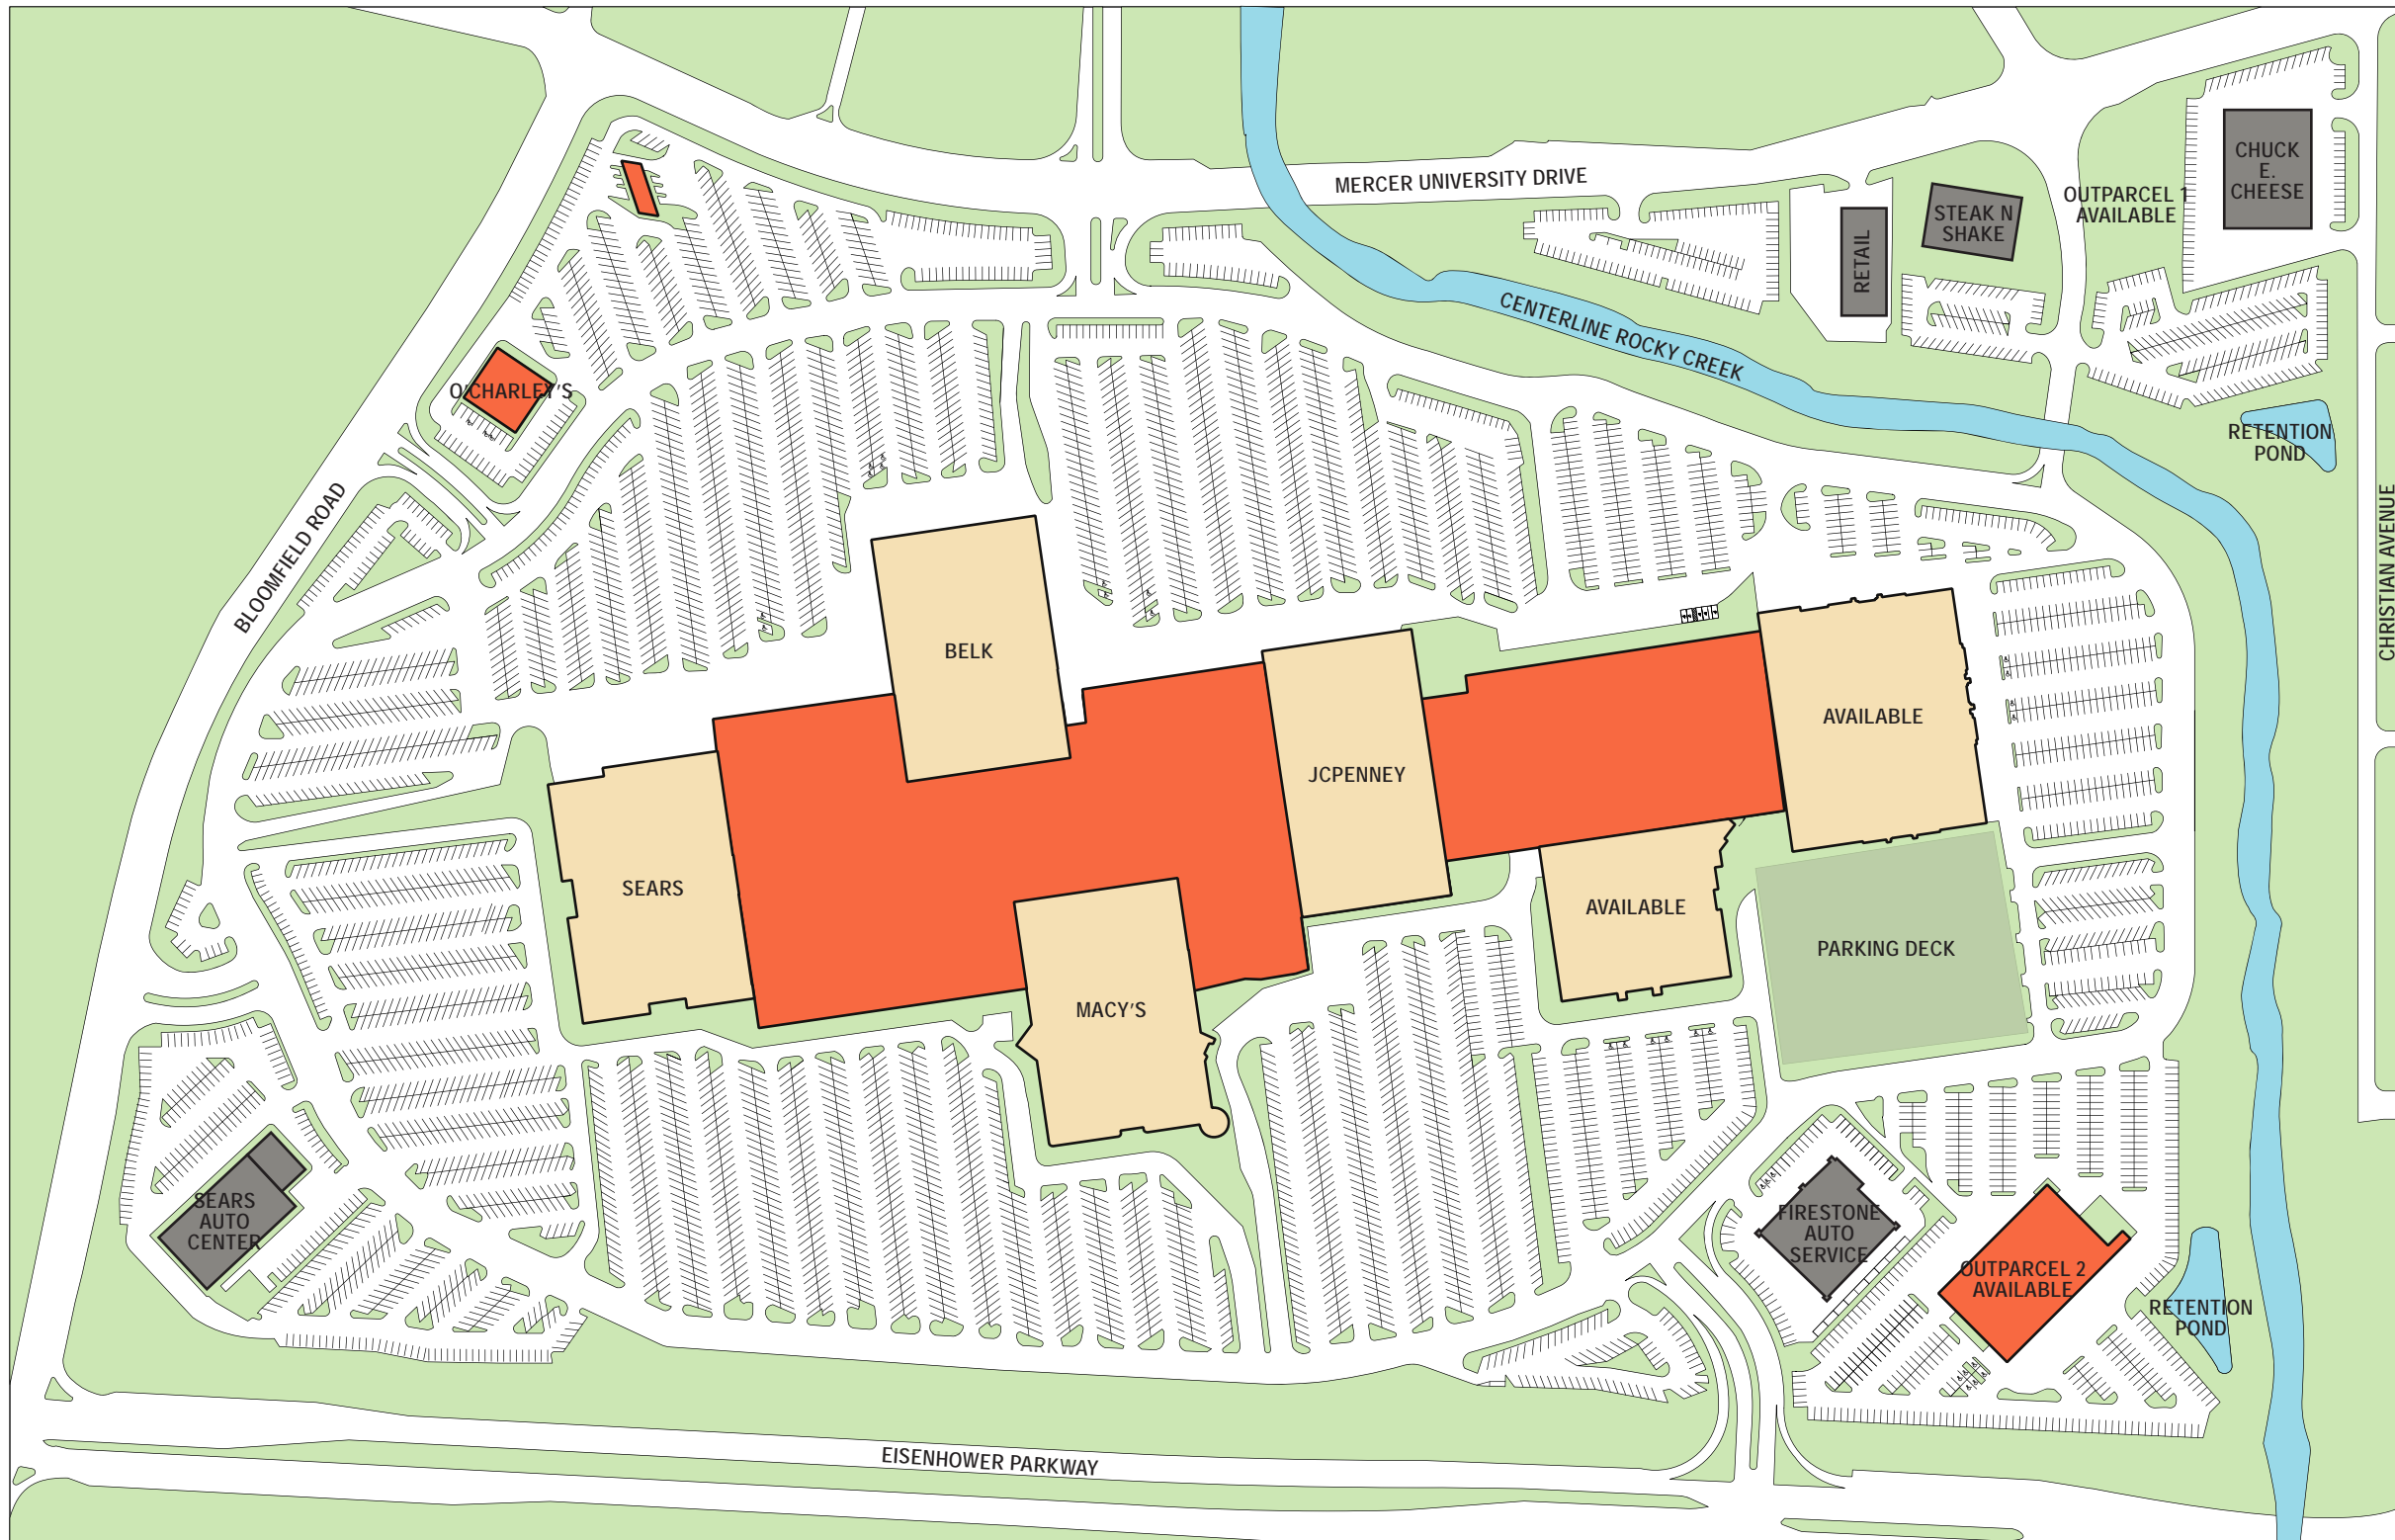 CHUCK
E.
CHEESE
MERCER UNIVERSITY DRIVE
OUTPARCEL 1
AVAILABLE
STEAK N
SHAKE
RETAIL
CENTERLINE ROCKY CREEK
O'CHARLEY'S
RETENTION
POND
BLOOMFIELD ROAD
CHRISTIAN AVENUE
BELK
AVAILABLE
JCPENNEY
SEARS
AVAILABLE
PARKING DECK
MACY'S
SEARS
AUTO
CENTER
FIRESTONE
AUTO
SERVICE
OUTPARCEL 2
AVAILABLE
RETENTION
POND
EISENHOWER PARKWAY